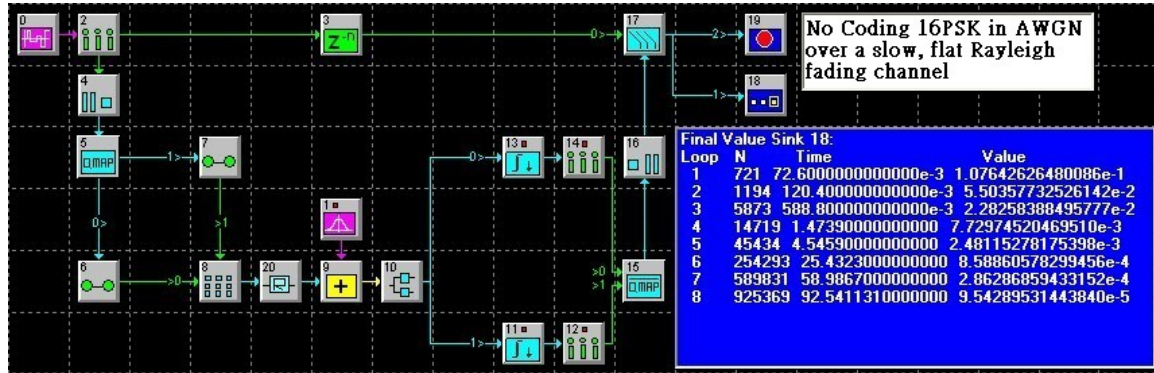 0
2
3
Z-n
0>
17
2>
19
No Coding 16PSK in AWGN
over a slow, flat Rayleigh
fading channel
4
18
1>
5
QMAP
1>
7
13
0>
14
16
0>
1
>1
6
>0
8
20
9
10
>0
>1
15
QMAP
11
1>
12
Final Value Sink 18:
Loop N Time Value
1 721 72.6000000000000e-3 1.07642626480086e-1
2 1194 120.400000000000e-3 5.50357732526142e-2
3 5873 588.800000000000e-3 2.28258388495777e-2
4 14719 1.47390000000000 7.72974520469510e-3
5 45434 4.54590000000000 2.48115278175398e-3
6 254293 25.4323000000000 8.58860578299456e-4
7 589831 58.9867000000000 2.86286859433152e-4
8 925369 92.5411310000000 9.54289531443840e-5